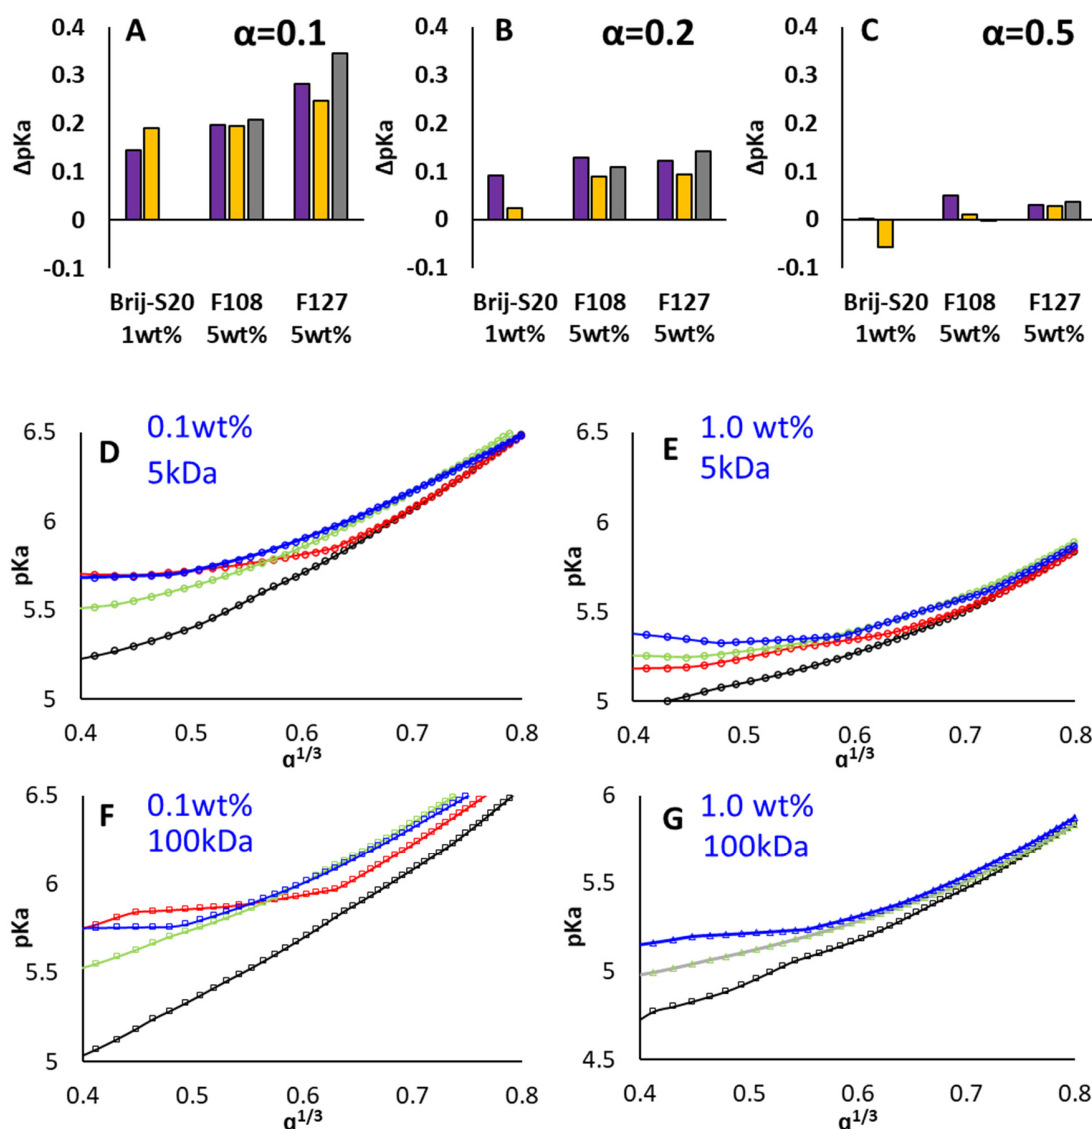 A α=0.1
0.4
0.3
0.2
0.1
0
-0.1
ΔpKa
Brij-S20 F108 F127
1wt% 5wt% 5wt%
B α=0.2
0.4
0.3
0.2
0.1
0
-0.1
ΔpKa
Brij-S20 F108 F127
1wt% 5wt% 5wt%
C α=0.5
0.4
0.3
0.2
0.1
0
-0.1
ΔpKa
Brij-S20 F108 F127
1wt% 5wt% 5wt%
D 0.1wt%
5kDa
6.5
6
5.5
5
pKa
0.4 0.5 0.6 0.7 0.8
α1/3
E 1.0 wt%
5kDa
6.5
6
5.5
5
pKa
0.4 0.5 0.6 0.7 0.8
α1/3
F 0.1wt%
100kDa
6.5
6
5.5
5
pKa
0.4 0.5 0.6 0.7 0.8
α1/3
G 1.0 wt%
100kDa
6
5.5
5
4.5
pKa
0.4 0.5 0.6 0.7 0.8
α1/3